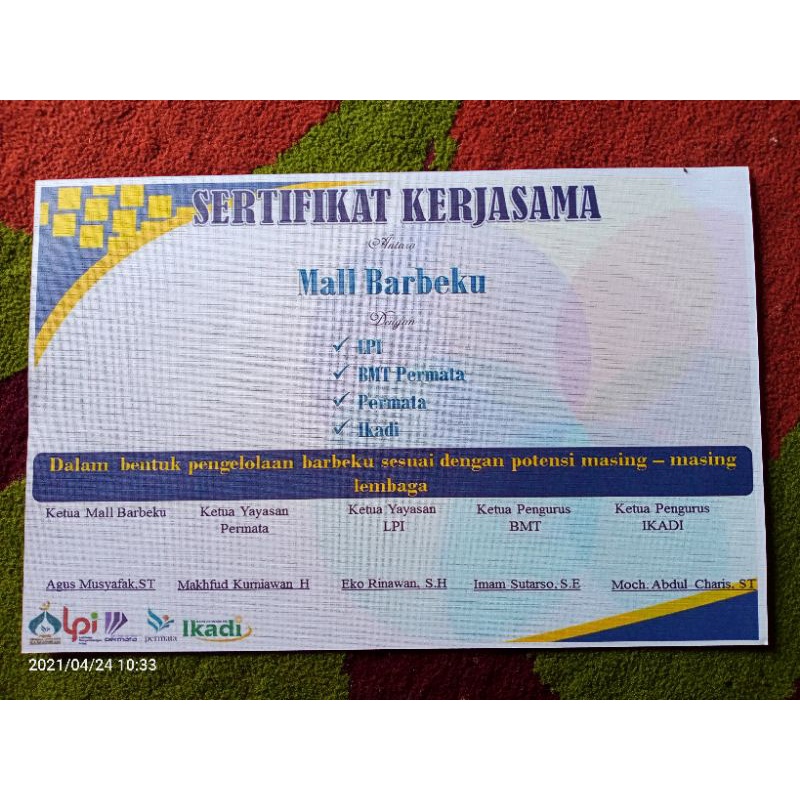 SERTIFIKAT KERJASAMA
Antara
Mall Barbeku
Dengan
LPI
BMT Permata
Permata
Ikadi
Dalam bentuk pengelolaan barbeku sesuai dengan potensi masing – masing
lembaga
Ketua Mall Barbeku
Ketua Yayasan
Permata
Ketua Yayasan
LPI
Ketua Pengurus
BMT
Ketua Pengurus
IKADI
Agus Musyafak,ST
Makhfud Kurniawan H
Eko Rinawan, S.H
Imam Sutarso, S.E
Moch. Abdul Charis, ST
lpi
permata
permata
Ikadi
2021/04/24 10:33